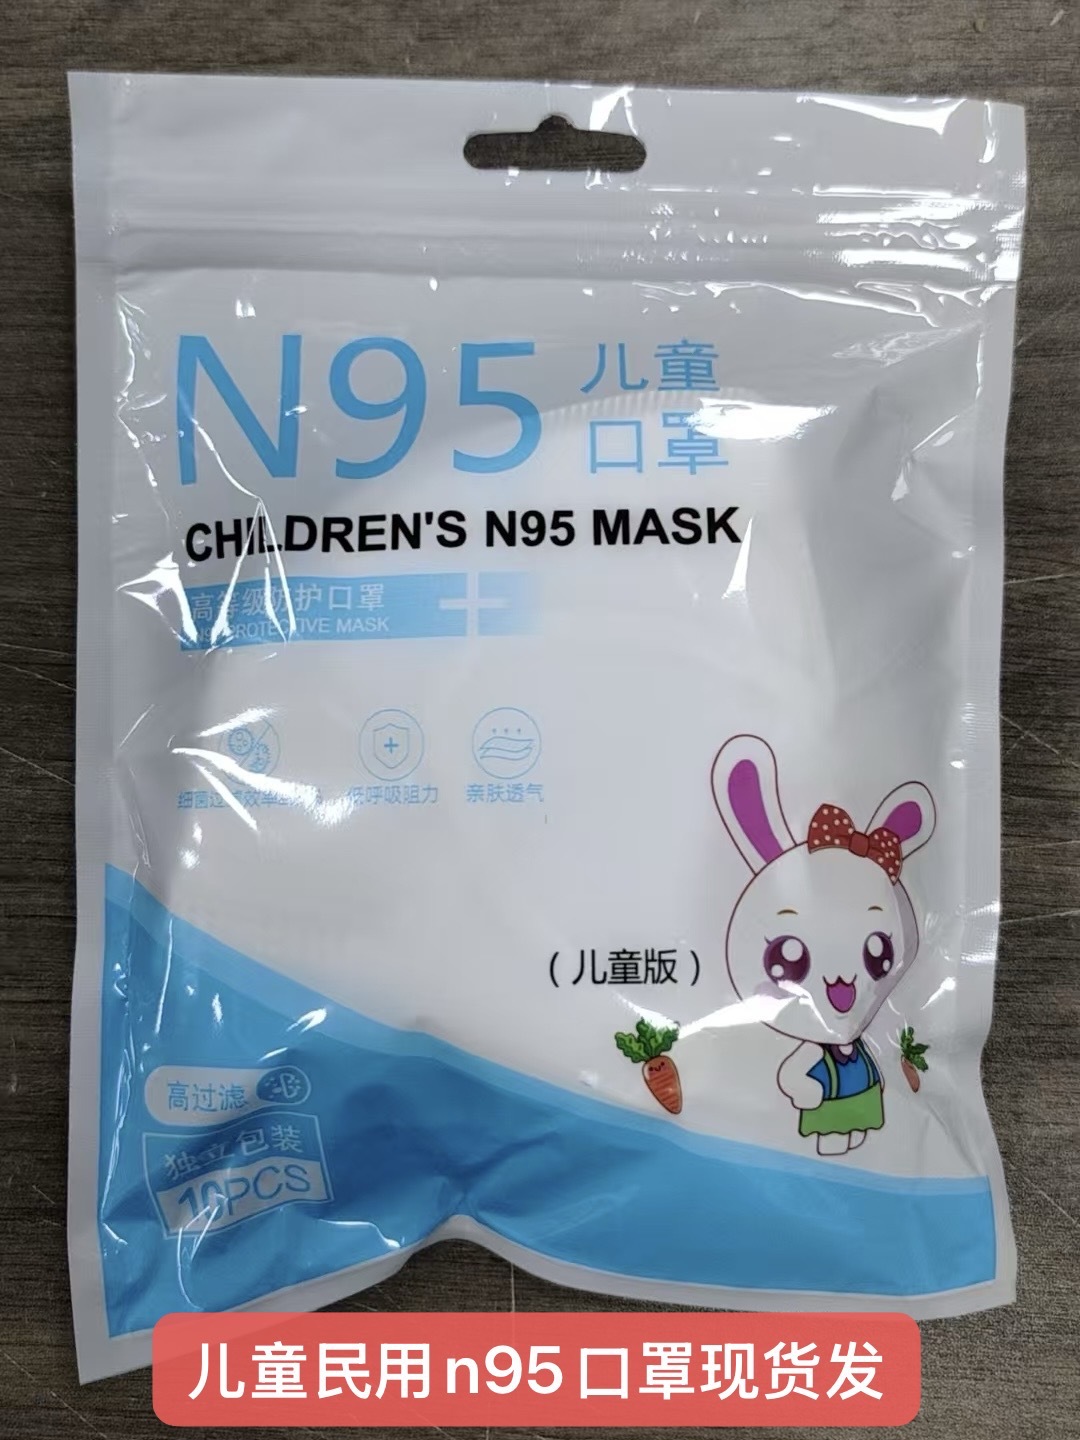 N95 儿童
口罩
CHILDREN'S N95 MASK
高等级防护口罩
PROTECTIVE MASK
低呼吸阻力
亲肤透气
(儿童版)
高过滤
独立包装
10PCS
儿童民用n95口罩现货发